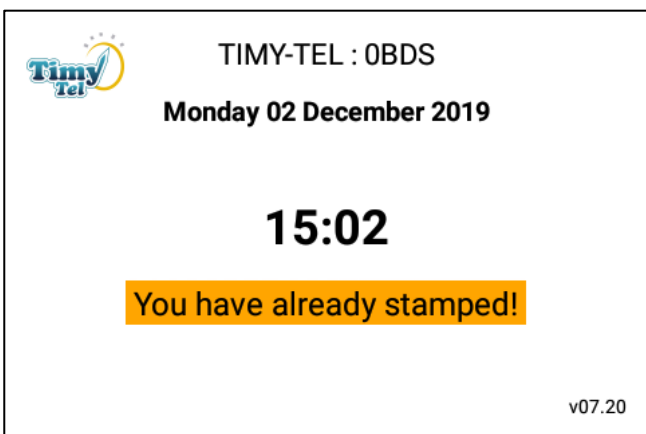 Timy
Tel
TIMY-TEL : 0BDS
Monday 02 December 2019
15:02
You have already stamped!
v07.20